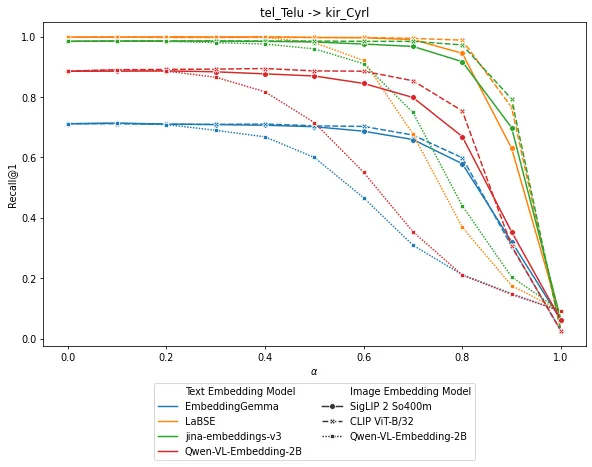 tel_Telu -> kir_Cyrl
Recall@1
1.0
0.8
0.6
0.4
0.2
0.0
0.0 0.2 0.4 0.6 0.8 1.0
α
Text Embedding Model
EmbeddingGemma
LaBSE
jina-embeddings-v3
Qwen-VL-Embedding-2B
Image Embedding Model
SigLIP 2 So400m
CLIP ViT-B/32
Qwen-VL-Embedding-2B